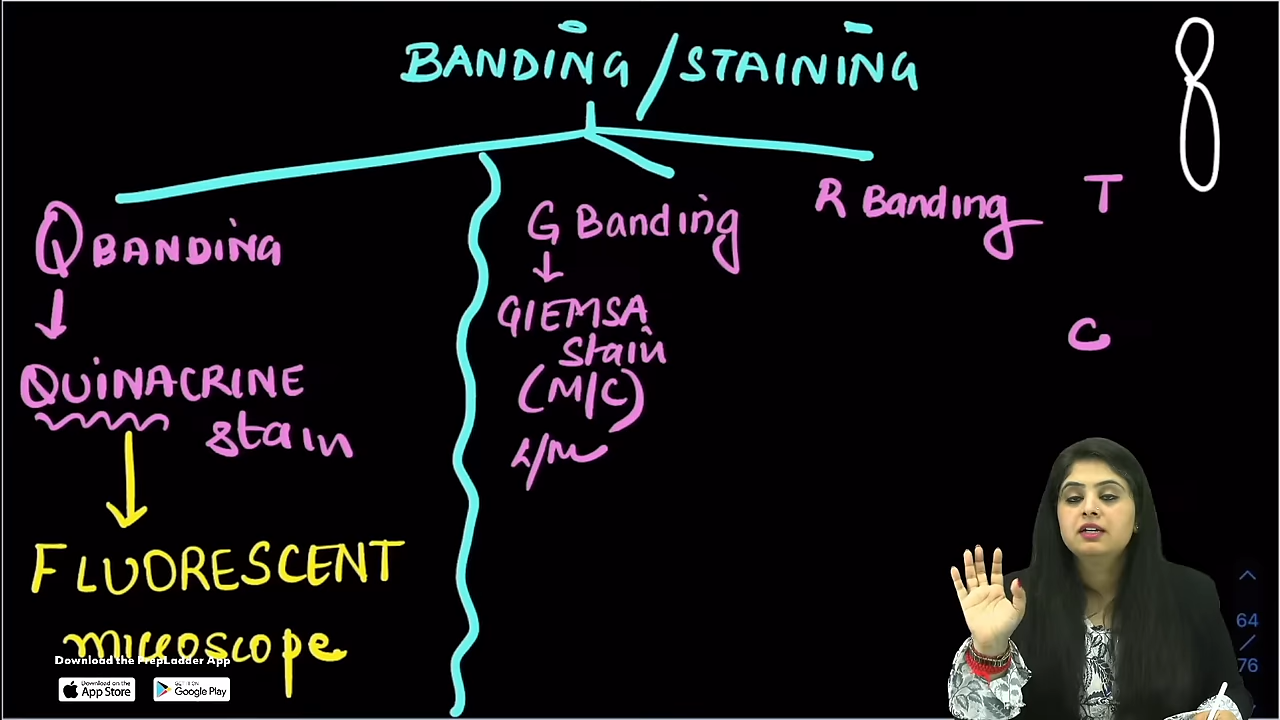 BANDING/STAINING
8
Q BANDING
QUINACRINE
stain
FLUORESCENT
microscope
G Banding
GIEMSA
stain
(M/C)
L/M
R Banding
T
C
64
/
76
Download the PrepLadder App
Download on the
App Store
GET IT ON
Google Play